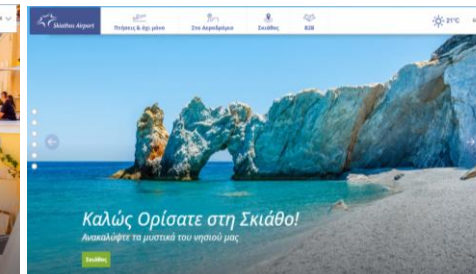 Skiathos Airport
Πτήσεις & όχι μόνο
Στο Αεροδρόμιο
Σκιάθος
B2B
21°C
Καλώς Ορίσατε στη Σκιάθο!
Ανακαλύψτε τα μυστικά του νησιού μας
Σκιάθος